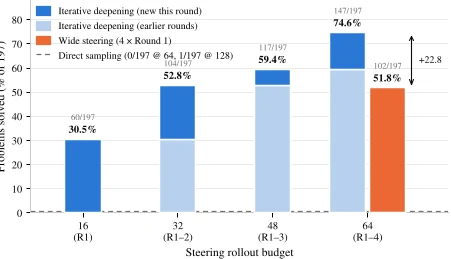 Iterative deepening (new this round)
Iterative deepening (earlier rounds)
Wide steering (4 × Round 1)
Direct sampling (0/197 @ 64, 1/197 @ 128)
Problems solved (% of 197)
80
70
60
50
40
30
20
10
0
60/197
30.5%
104/197
52.8%
117/197
59.4%
147/197
74.6%
102/197
51.8%
+22.8
16
(R1)
32
(R1–2)
48
(R1–3)
64
(R1–4)
Steering rollout budget